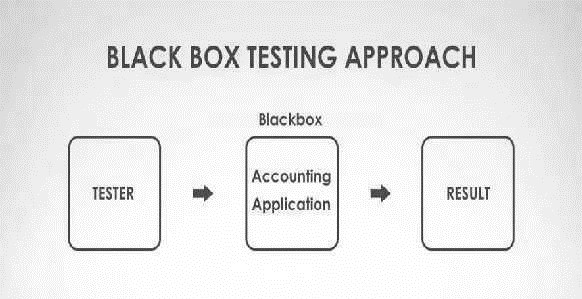 BLACK BOX TESTING APPROACH
Blackbox
TESTER
Accounting
Application
RESULT